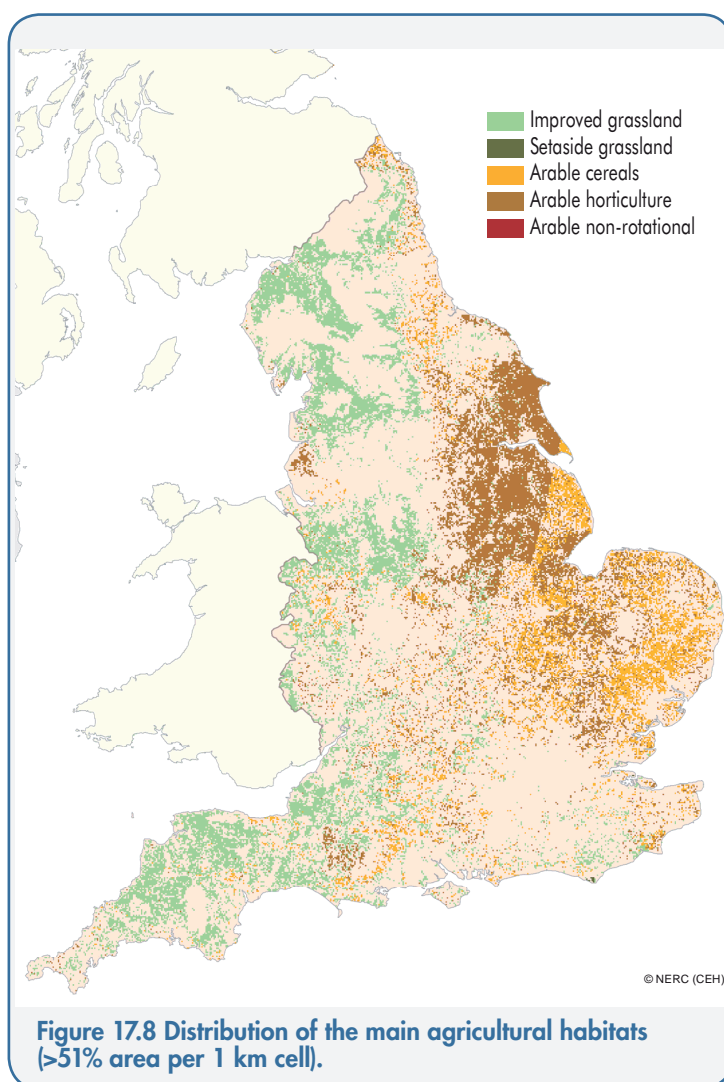 Improved grassland
Setaside grassland
Arable cereals
Arable horticulture
Arable non-rotational
© NERC (CEH)
Figure 17.8 Distribution of the main agricultural habitats
(>51% area per 1 km cell).